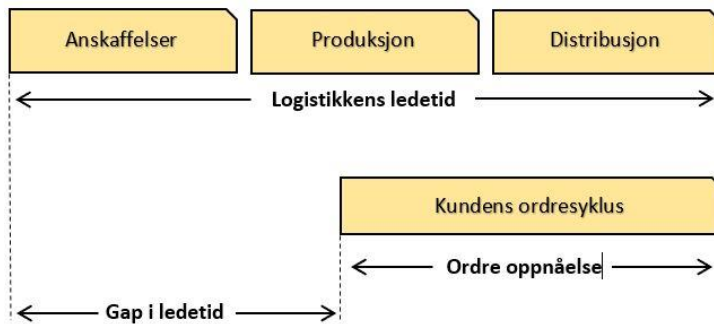 Anskaffelser
Produksjon
Distribusjon
Logistikkens ledetid
Kundens ordresyklus
Ordre oppnåelse
Gap i ledetid